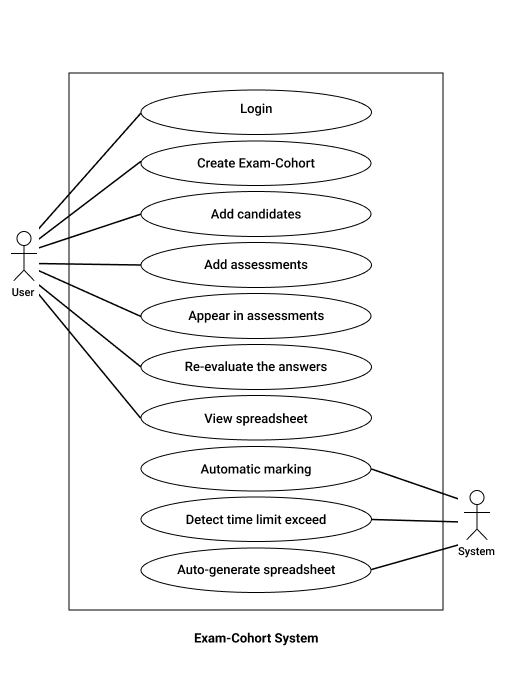 Login
Create Exam-Cohort
Add candidates
Add assessments
User
Appear in assessments
Re-evaluate the answers
View spreadsheet
Automatic marking
Detect time limit exceed
System
Auto-generate spreadsheet
Exam-Cohort System